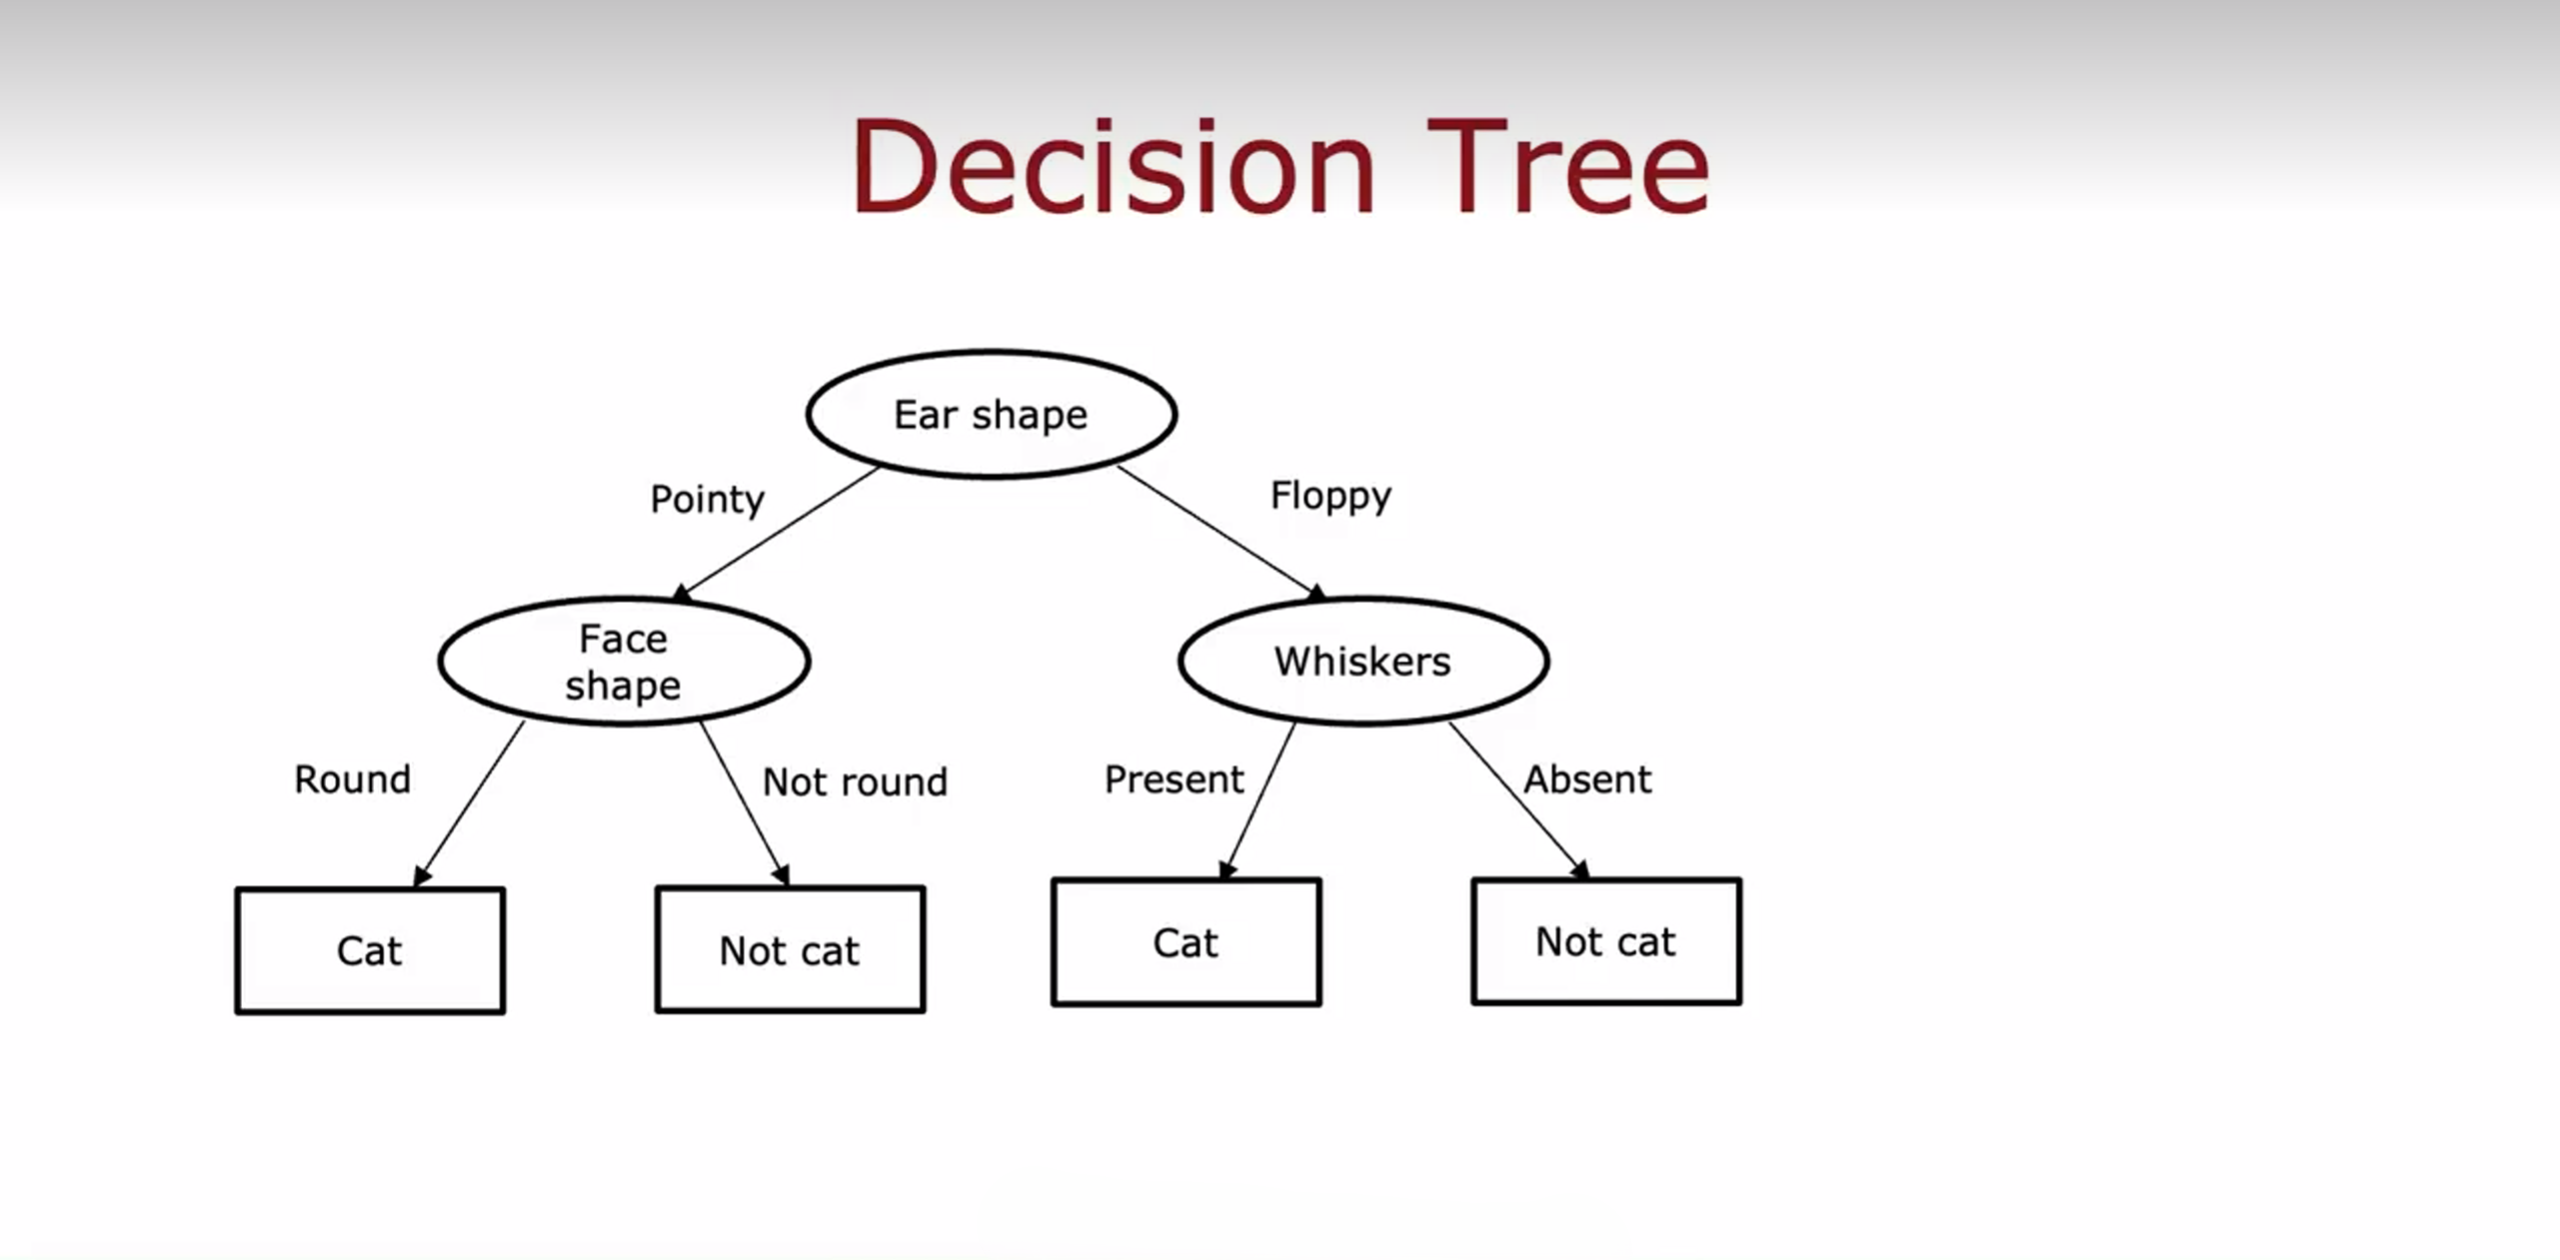 Decision Tree
Ear shape
Pointy
Floppy
Face
shape
Whiskers
Round
Not round
Present
Absent
Cat
Not cat
Cat
Not cat